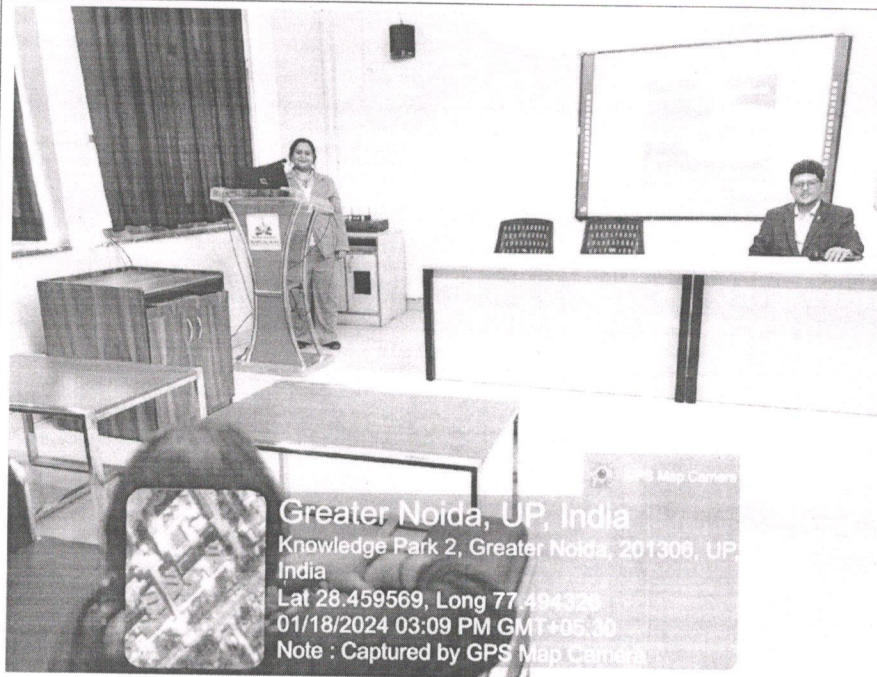 GPS Map Camera
Greater Noida, UP, India
Knowledge Park 2, Greater Noida, 201306, UP,
India
Lat 28.459569, Long 77.494326
01/18/2024 03:09 PM GMT+05:30
Note : Captured by GPS Map Camera